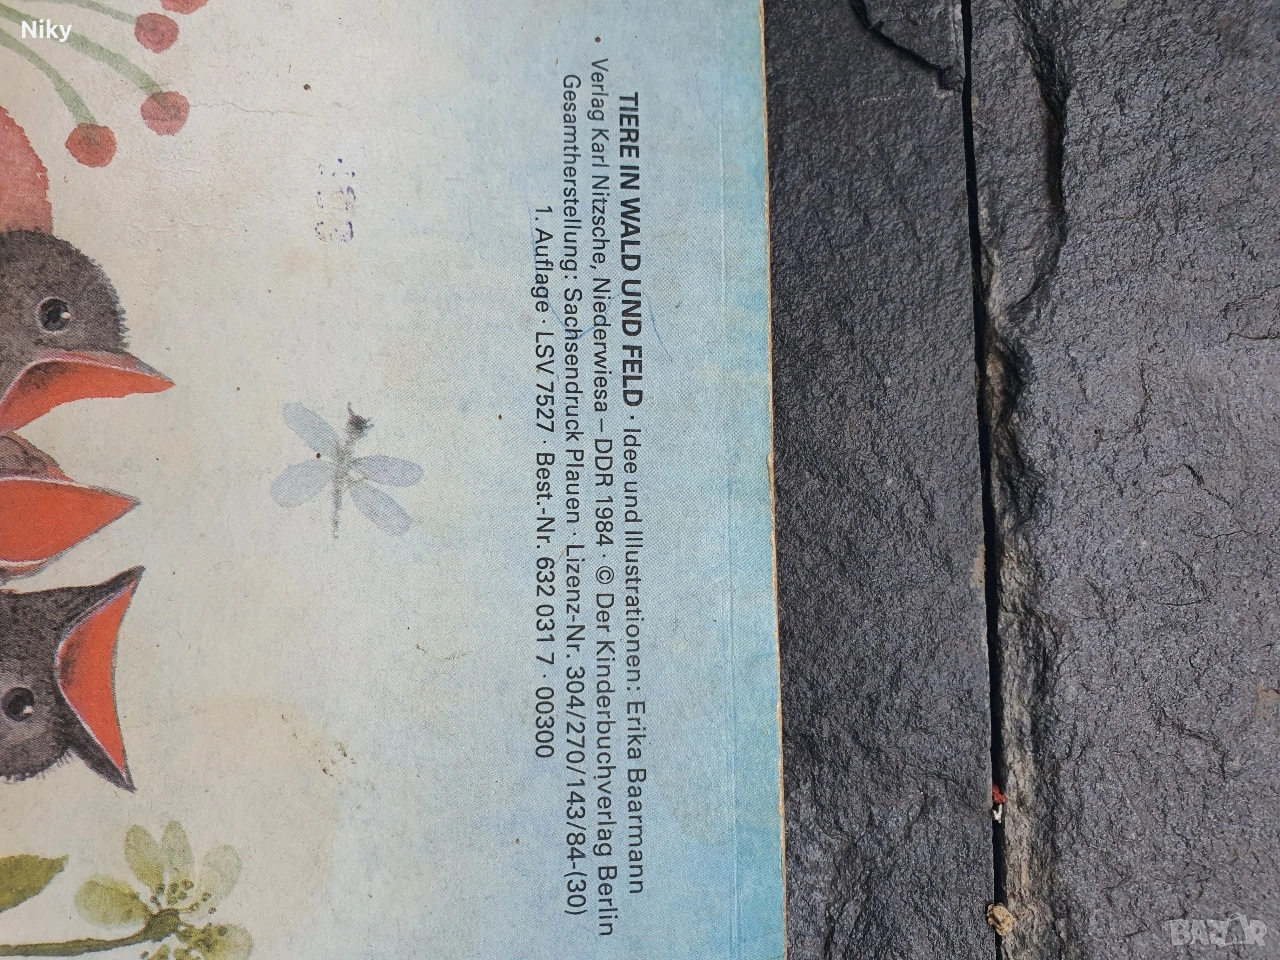 Niky
TIERE IN WALD UND FELD · Idee und Illustrationen: Erika Baarmann
Verlag Karl Nitzsche, Niederwiesa – DDR 1984 · © Der Kinderbuchverlag Berlin
Gesamtherstellung: Sachsendruck Plauen · Lizenz-Nr. 304/270/143/84-(30)
1. Auflage · LSV 7527 · Best.-Nr. 632 031 7 · 00300
BAZAR